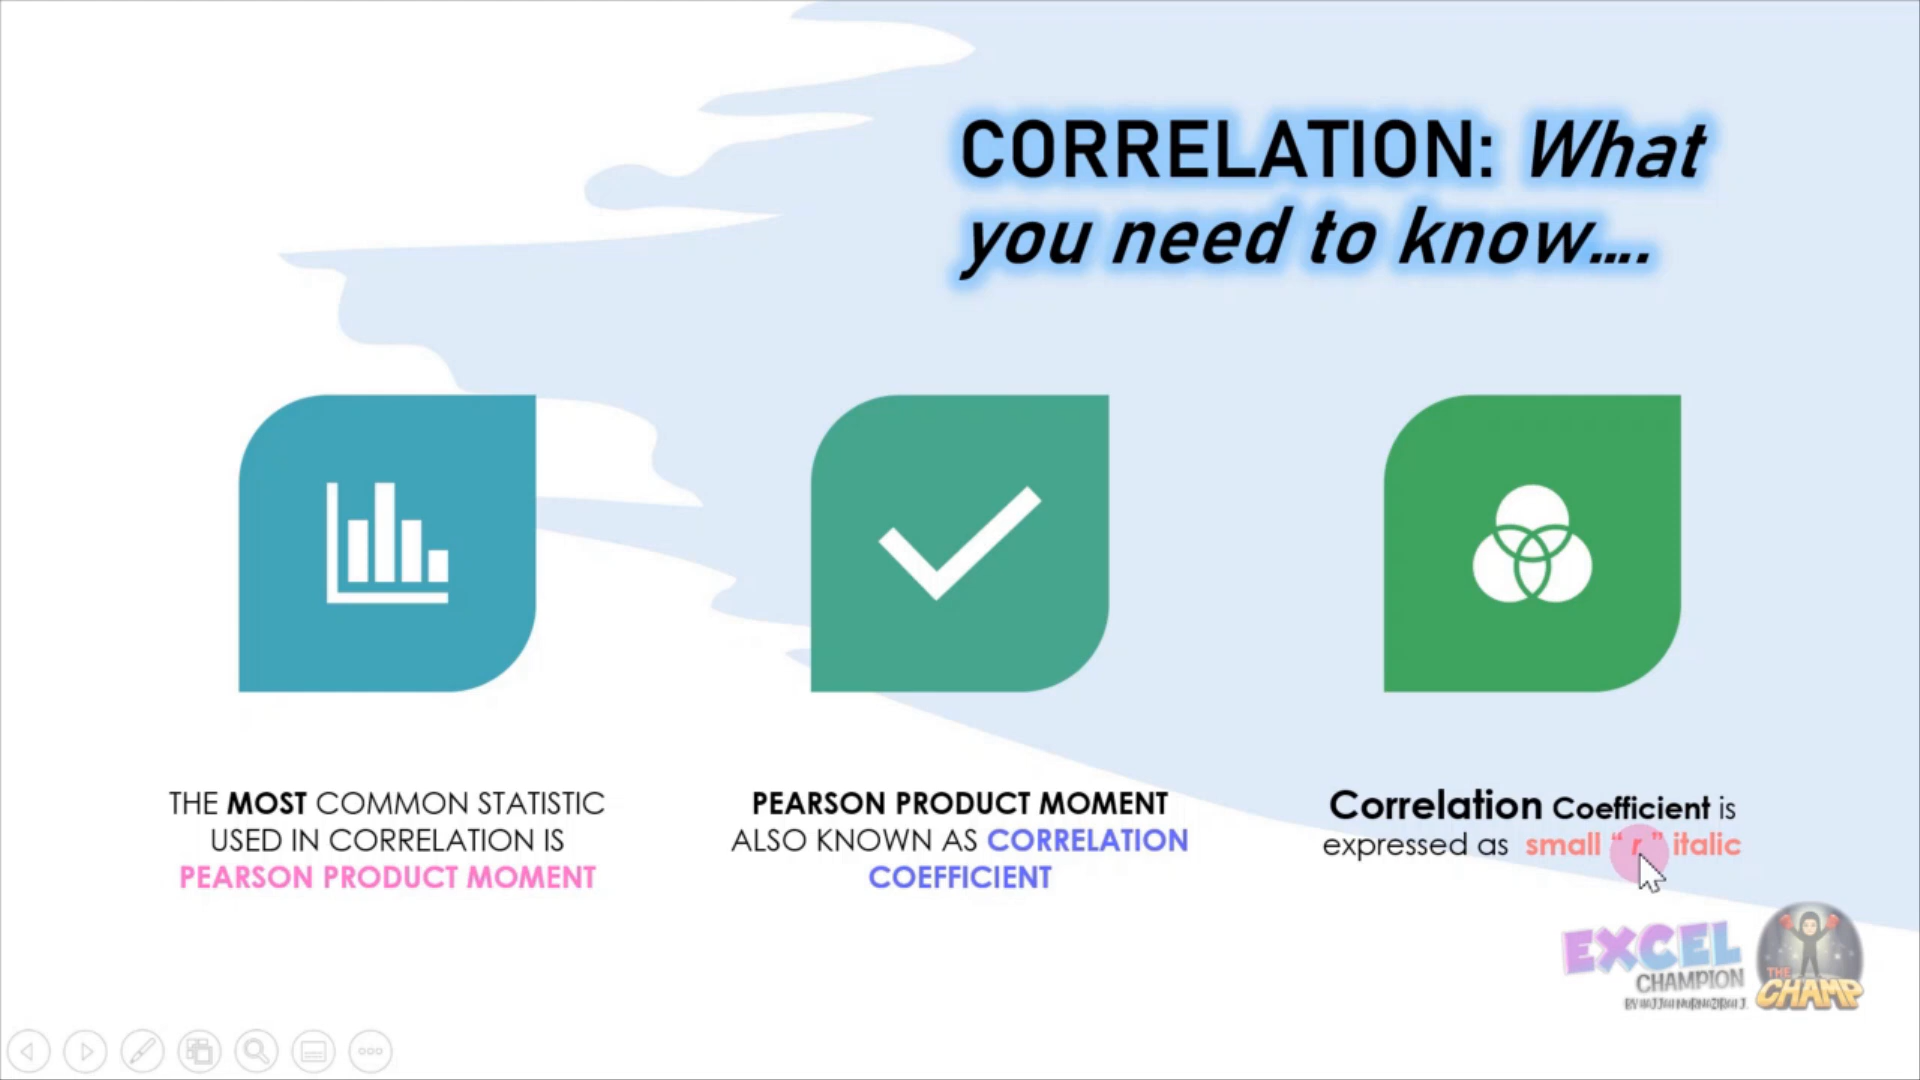 CORRELATION: What
you need to know....
THE MOST COMMON STATISTIC
USED IN CORRELATION IS
PEARSON PRODUCT MOMENT
PEARSON PRODUCT MOMENT
ALSO KNOWN AS CORRELATION
COEFFICIENT
Correlation Coefficient is
expressed as small “ r ” italic
EXCEL
CHAMPION
BY
THE
CHAMP